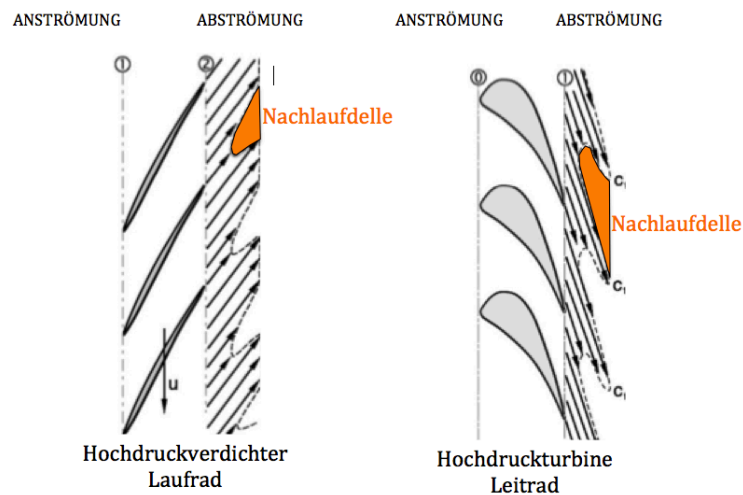 ANSTRÖMUNG
ABSTRÖMUNG
ANSTRÖMUNG
ABSTRÖMUNG
①
②
⓪
①
Nachlaufdelle
c₁
Nachlaufdelle
c₁
u
c₁
Hochdruckverdichter
Laufrad
Hochdruckturbine
Leitrad